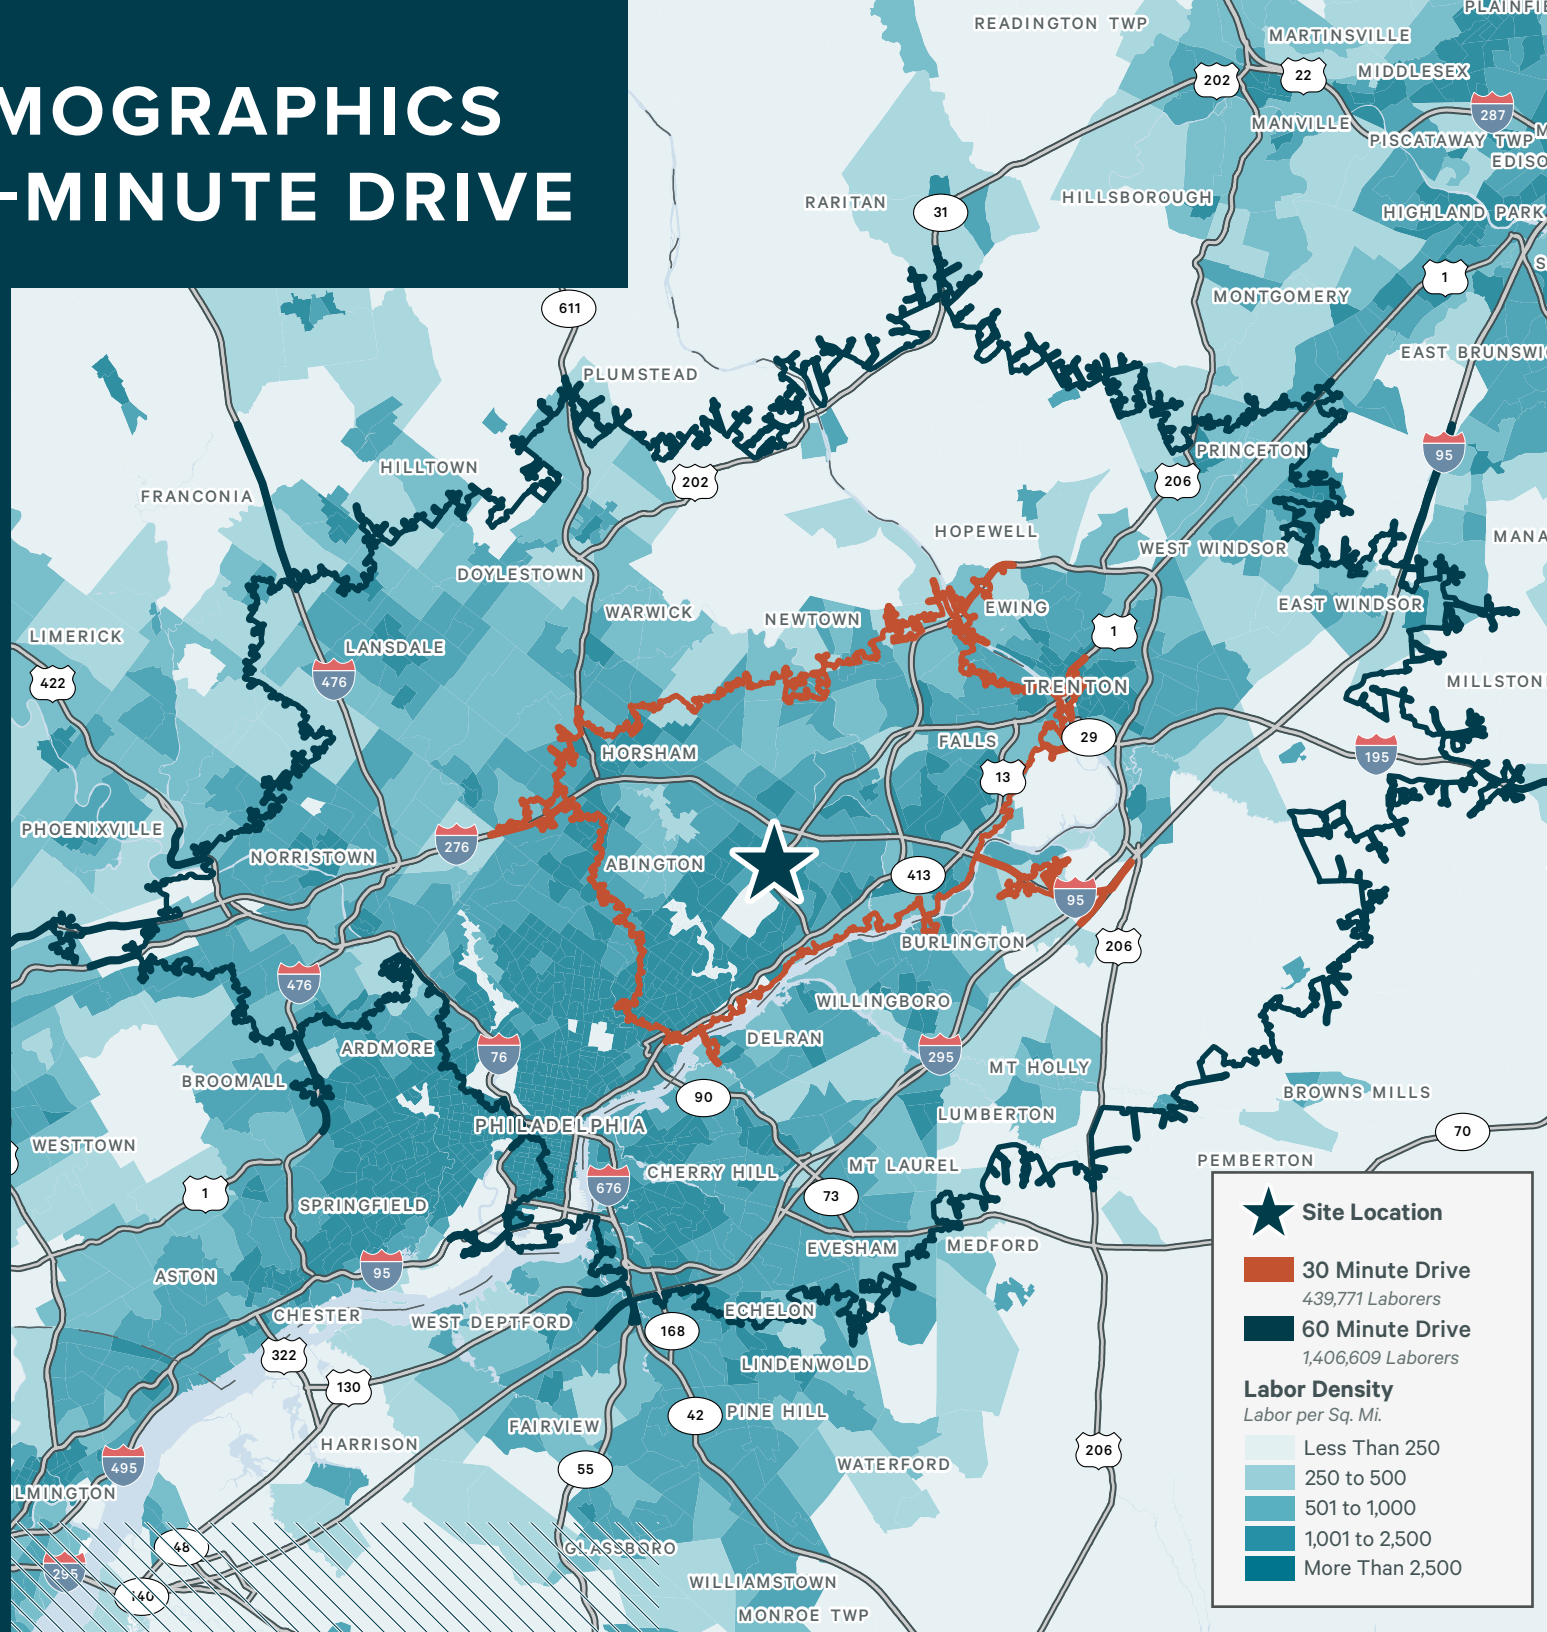 MOGRAPHICS
-MINUTE DRIVE
READINGTON TWP
MARTINSVILLE
MIDDLESEX
202
22
287
MANVILLE
PISCATAWAY TWP
RARITAN
31
HILLSBOROUGH
HIGHLAND PARK
1
611
MONTGOMERY
EAST BRUNSWI
PLUMSTEAD
HILLTOWN
PRINCETON
95
FRANCONIA
202
206
HOPEWELL
WEST WINDSOR
MANA
DOYLESTOWN
WARWICK
NEWTOWN
EWING
EAST WINDSOR
LIMERICK
LANSDALE
1
422
476
TRENTON
MILLSTON
HORSHAM
FALLS
29
195
13
PHOENIXVILLE
276
NORRISTOWN
ABINGTON
413
95
BURLINGTON
206
476
WILLINGBORO
ARDMORE
76
DELRAN
295
MT HOLLY
BROOMALL
90
BROWNS MILLS
WESTTOWN
PHILADELPHIA
LUMBERTON
70
CHERRY HILL
MT LAUREL
PEMBERTON
1
676
73
SPRINGFIELD
EVESHAM
MEDFORD
95
ASTON
CHESTER
WEST DEPTFORD
ECHELON
168
322
LINDENWOLD
130
42
PINE HILL
FAIRVIEW
HARRISON
206
495
55
WATERFORD
LMINGTON
48
GLASSBORO
295
140
WILLIAMSTOWN
MONROE TWP
Site Location
30 Minute Drive
439,771 Laborers
60 Minute Drive
1,406,609 Laborers
Labor Density
Labor per Sq. Mi.
Less Than 250
250 to 500
501 to 1,000
1,001 to 2,500
More Than 2,500